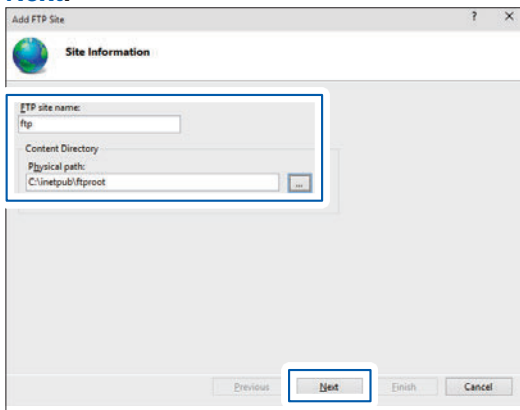 Add FTP Site ? X
Site Information
FTP site name:
ftp
Content Directory
Physical path:
C:\inetpub\ftproot ...
Previous Next Finish Cancel